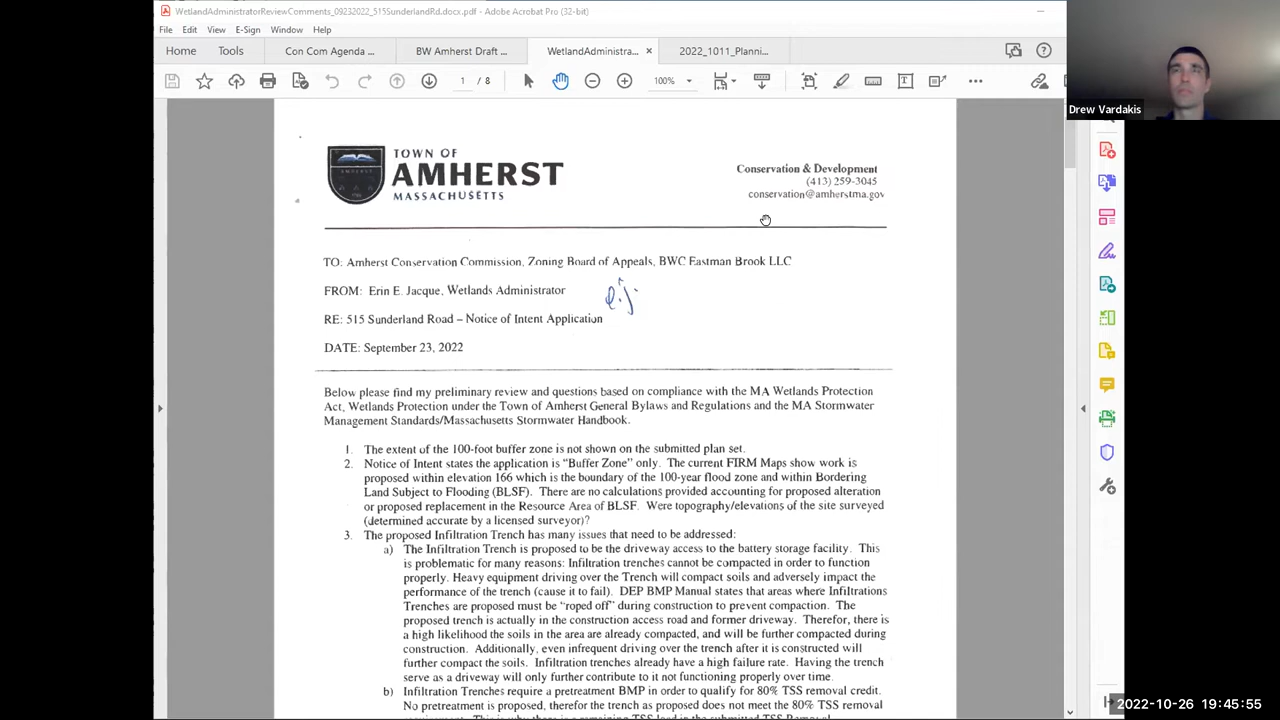 WetlandAdministratorReviewComments_09232022_515SunderlandRd.docx.pdf - Adobe Acrobat Pro (32-bit)
File Edit View E-Sign Window Help
Home Tools Con Com Agenda ... BW Amherst Draft ... WetlandAdministra... × 2022_1011_Planni...
1 / 8 100%
Drew Vardakis
TOWN OF
AMHERST
MASSACHUSETTS
Conservation & Development
(413) 259-3045
conservation@amherstma.gov
TO: Amherst Conservation Commission, Zoning Board of Appeals, BWC Eastman Brook LLC
FROM: Erin E. Jacque, Wetlands Administrator
RE: 515 Sunderland Road – Notice of Intent Application
DATE: September 23, 2022
Below please find my preliminary review and questions based on compliance with the MA Wetlands Protection
Act, Wetlands Protection under the Town of Amherst General Bylaws and Regulations and the MA Stormwater
Management Standards/Massachusetts Stormwater Handbook.
1. The extent of the 100-foot buffer zone is not shown on the submitted plan set.
2. Notice of Intent states the application is "Buffer Zone" only. The current FIRM Maps show work is
proposed within elevation 166 which is the boundary of the 100-year flood zone and within Bordering
Land Subject to Flooding (BLSF). There are no calculations provided accounting for proposed alteration
or proposed replacement in the Resource Area of BLSF. Were topography/elevations of the site surveyed
(determined accurate by a licensed surveyor)?
3. The proposed Infiltration Trench has many issues that need to be addressed:
a) The Infiltration Trench is proposed to be the driveway access to the battery storage facility. This
is problematic for many reasons: Infiltration trenches cannot be compacted in order to function
properly. Heavy equipment driving over the Trench will compact soils and adversely impact the
performance of the trench (cause it to fail). DEP BMP Manual states that areas where Infiltrations
Trenches are proposed must be "roped off" during construction to prevent compaction. The
proposed trench is actually in the construction access road and former driveway. Therefor, there is
a high likelihood the soils in the area are already compacted, and will be further compacted during
construction. Additionally, even infrequent driving over the trench after it is constructed will
further compact the soils. Infiltration trenches already have a high failure rate. Having the trench
serve as a driveway will only further contribute to it not functioning properly over time.
b) Infiltration Trenches require a pretreatment BMP in order to qualify for 80% TSS removal credit.
No pretreatment is proposed, therefor the trench as proposed does not meet the 80% TSS removal
2022-10-26 19:45:55